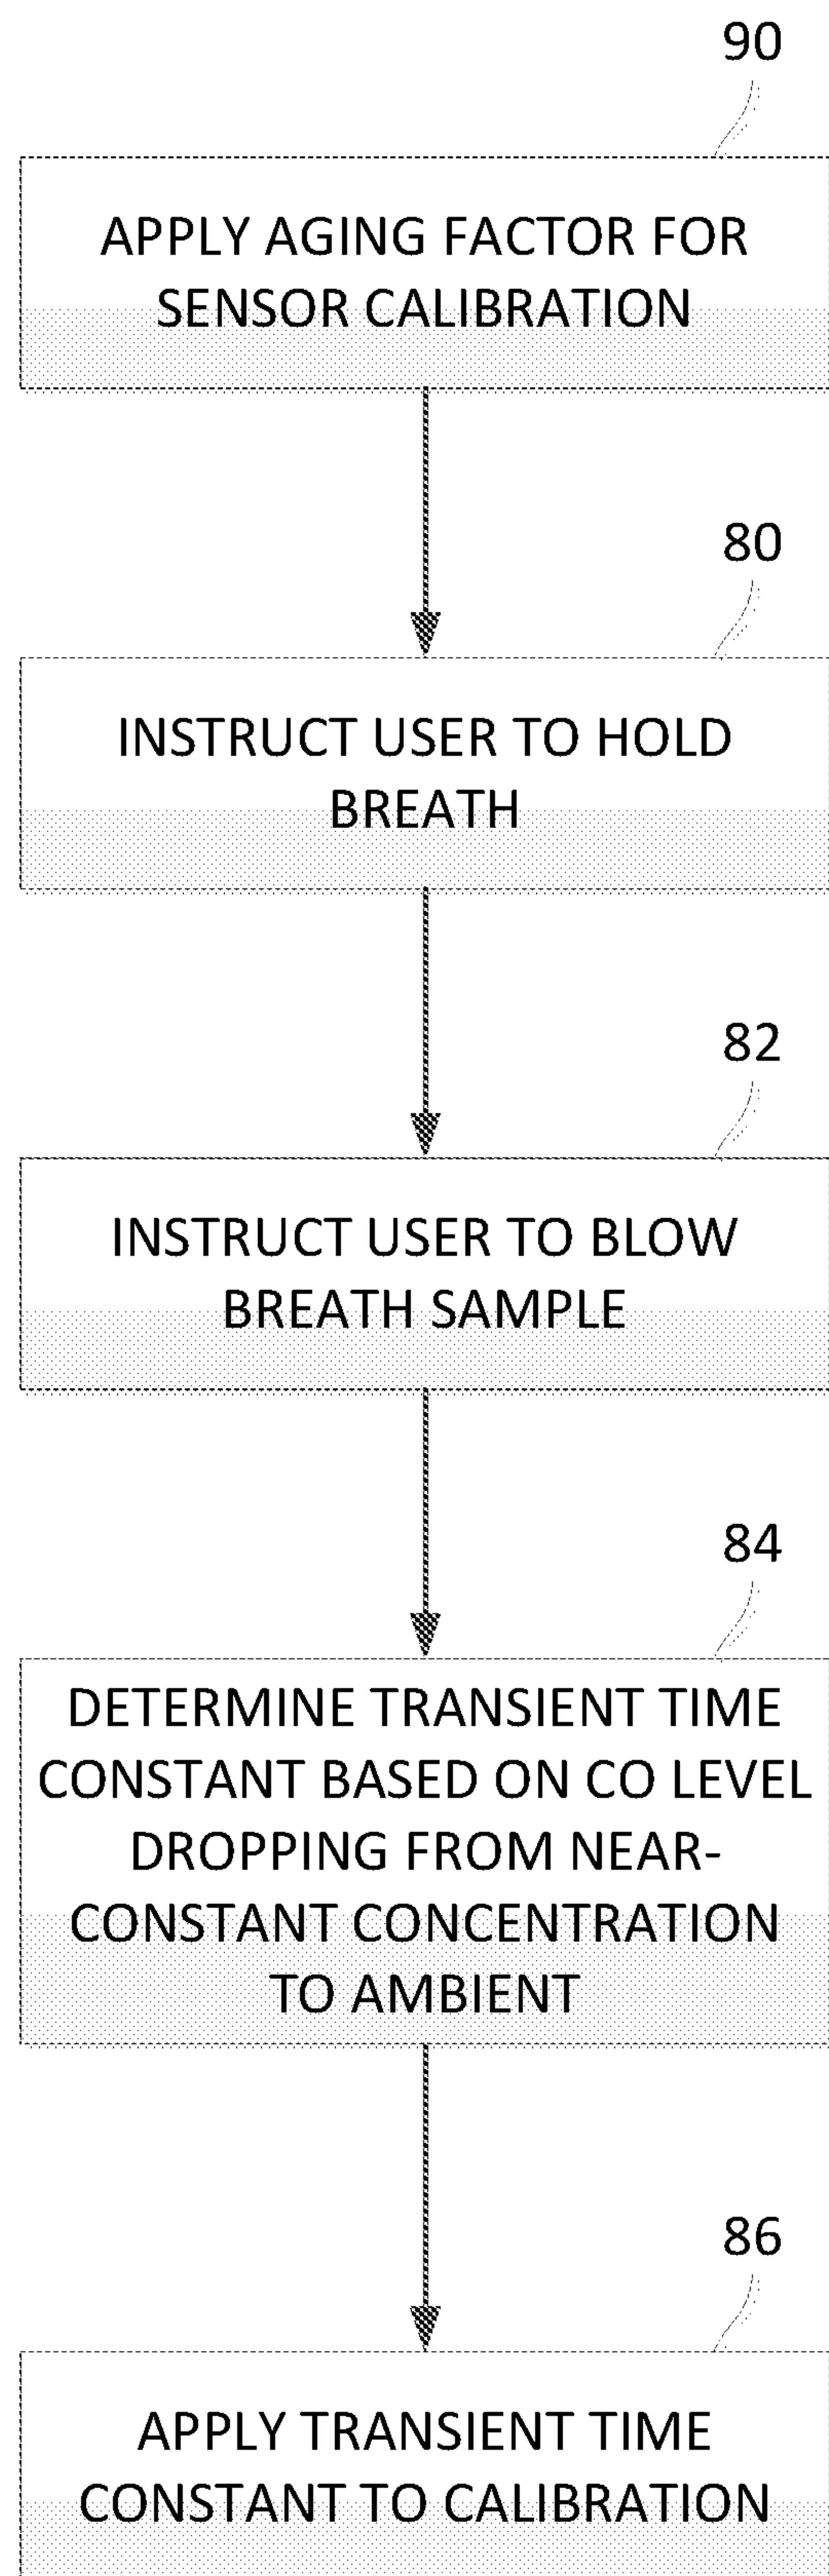 90
APPLY AGING FACTOR FOR
SENSOR CALIBRATION
80
INSTRUCT USER TO HOLD
BREATH
82
INSTRUCT USER TO BLOW
BREATH SAMPLE
84
DETERMINE TRANSIENT TIME
CONSTANT BASED ON CO LEVEL
DROPPING FROM NEAR-
CONSTANT CONCENTRATION
TO AMBIENT
86
APPLY TRANSIENT TIME
CONSTANT TO CALIBRATION